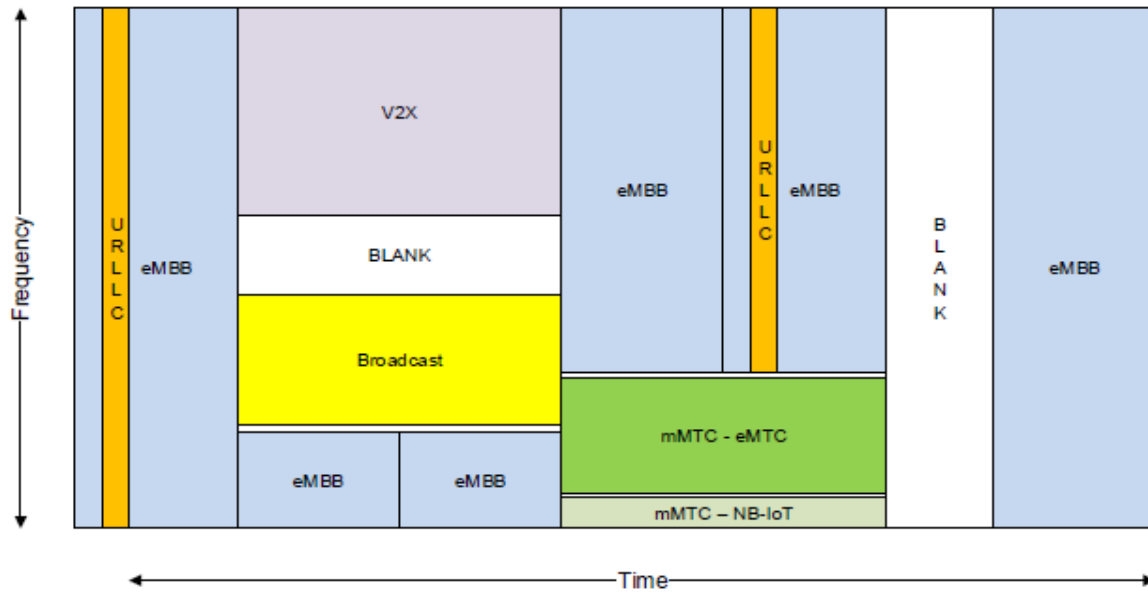 Frequency
URLLC
eMBB
V2X
BLANK
Broadcast
eMBB
eMBB
eMBB
URLLC
eMBB
mMTC - eMTC
mMTC – NB-IoT
BLANK
eMBB
Time